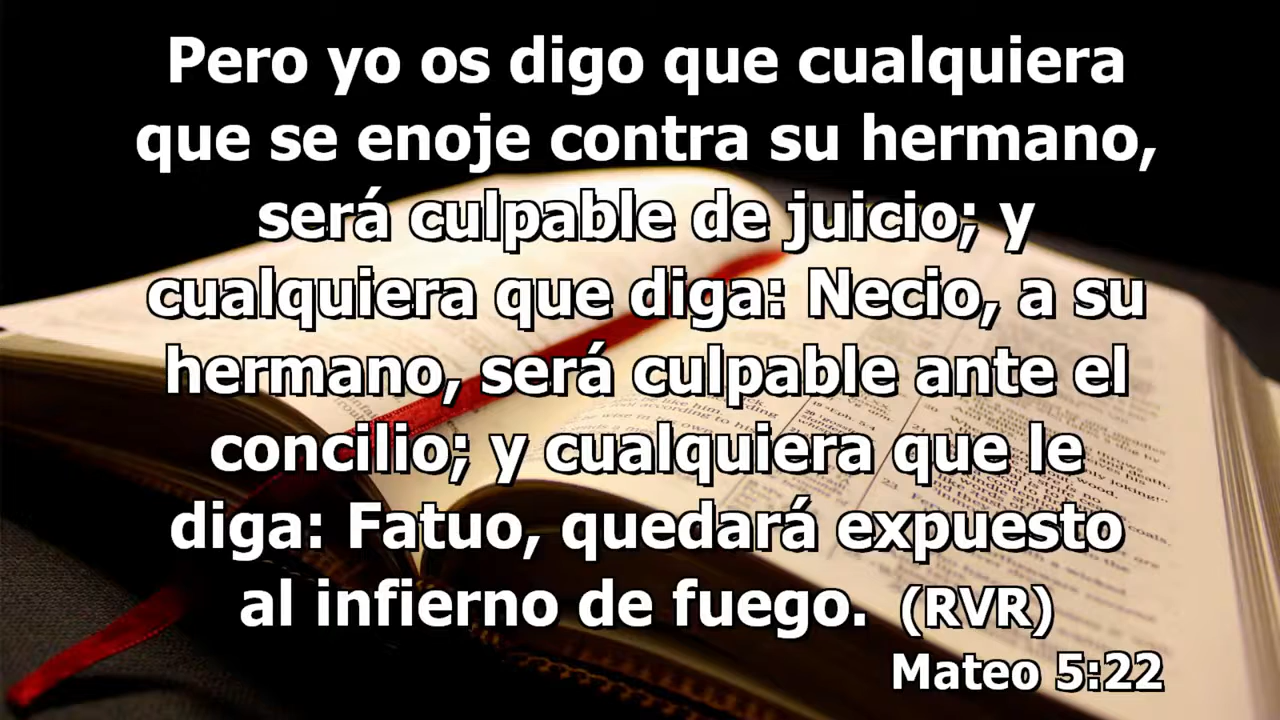 Pero yo os digo que cualquiera
que se enoje contra su hermano,
será culpable de juicio; y
cualquiera que diga: Necio, a su
hermano, será culpable ante el
concilio; y cualquiera que le
diga: Fatuo, quedará expuesto
al infierno de fuego. (RVR)
Mateo 5:22